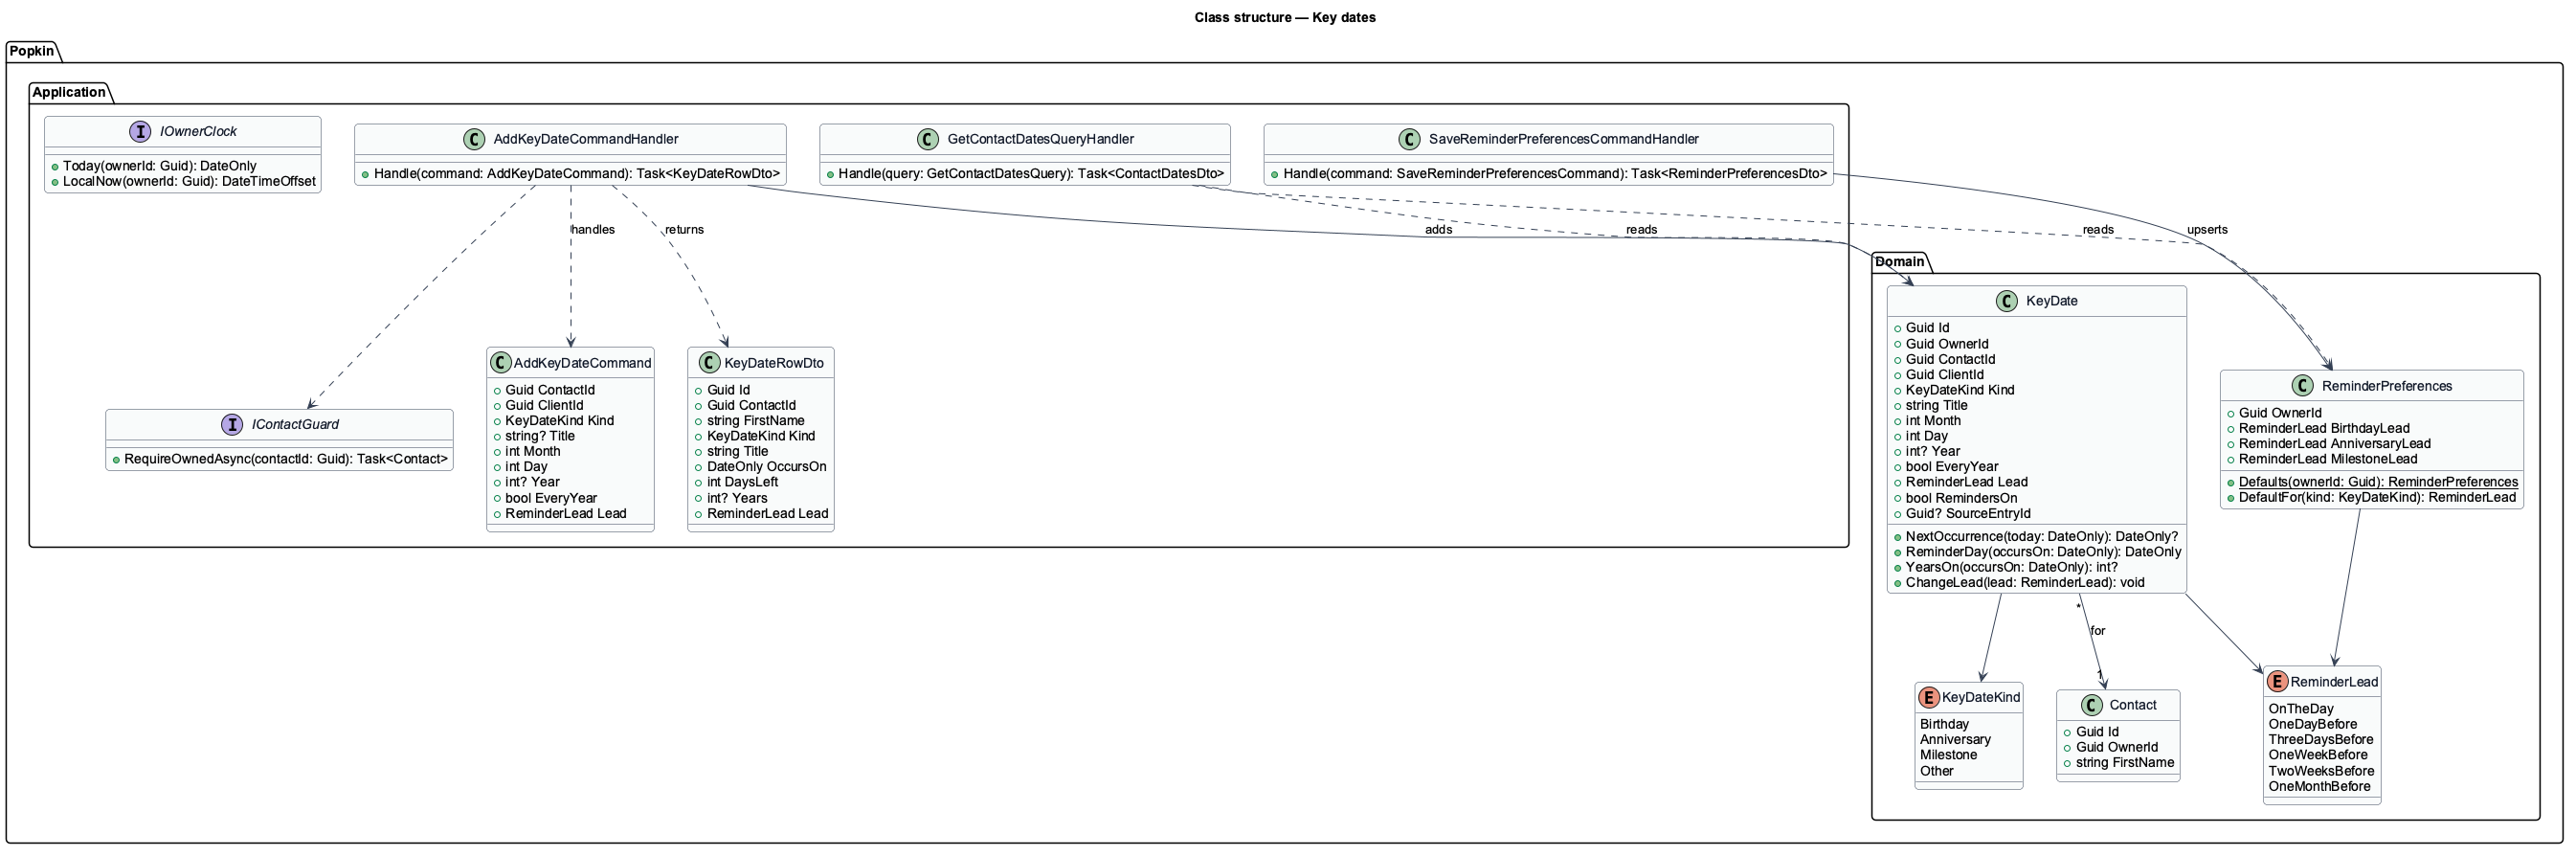 Class structure — Key dates
Popkin
Application
I IOwnerClock
Today(ownerId: Guid): DateOnly
LocalNow(ownerId: Guid): DateTimeOffset
C AddKeyDateCommandHandler
Handle(command: AddKeyDateCommand): Task<KeyDateRowDto>
C GetContactDatesQueryHandler
Handle(query: GetContactDatesQuery): Task<ContactDatesDto>
C SaveReminderPreferencesCommandHandler
Handle(command: SaveReminderPreferencesCommand): Task<ReminderPreferencesDto>
handles
returns
adds
reads
reads
upserts
I IContactGuard
RequireOwnedAsync(contactId: Guid): Task<Contact>
C AddKeyDateCommand
Guid ContactId
Guid ClientId
KeyDateKind Kind
string? Title
int Month
int Day
int? Year
bool EveryYear
ReminderLead Lead
C KeyDateRowDto
Guid Id
Guid ContactId
string FirstName
KeyDateKind Kind
string Title
DateOnly OccursOn
int DaysLeft
int? Years
ReminderLead Lead
Domain
C KeyDate
Guid Id
Guid OwnerId
Guid ContactId
Guid ClientId
KeyDateKind Kind
string Title
int Month
int Day
int? Year
bool EveryYear
ReminderLead Lead
bool RemindersOn
Guid? SourceEntryId
NextOccurrence(today: DateOnly): DateOnly?
ReminderDay(occursOn: DateOnly): DateOnly
YearsOn(occursOn: DateOnly): int?
ChangeLead(lead: ReminderLead): void
C ReminderPreferences
Guid OwnerId
ReminderLead BirthdayLead
ReminderLead AnniversaryLead
ReminderLead MilestoneLead
Defaults(ownerId: Guid): ReminderPreferences
DefaultFor(kind: KeyDateKind): ReminderLead
*
for
1
E KeyDateKind
Birthday
Anniversary
Milestone
Other
C Contact
Guid Id
Guid OwnerId
string FirstName
E ReminderLead
OnTheDay
OneDayBefore
ThreeDaysBefore
OneWeekBefore
TwoWeeksBefore
OneMonthBefore